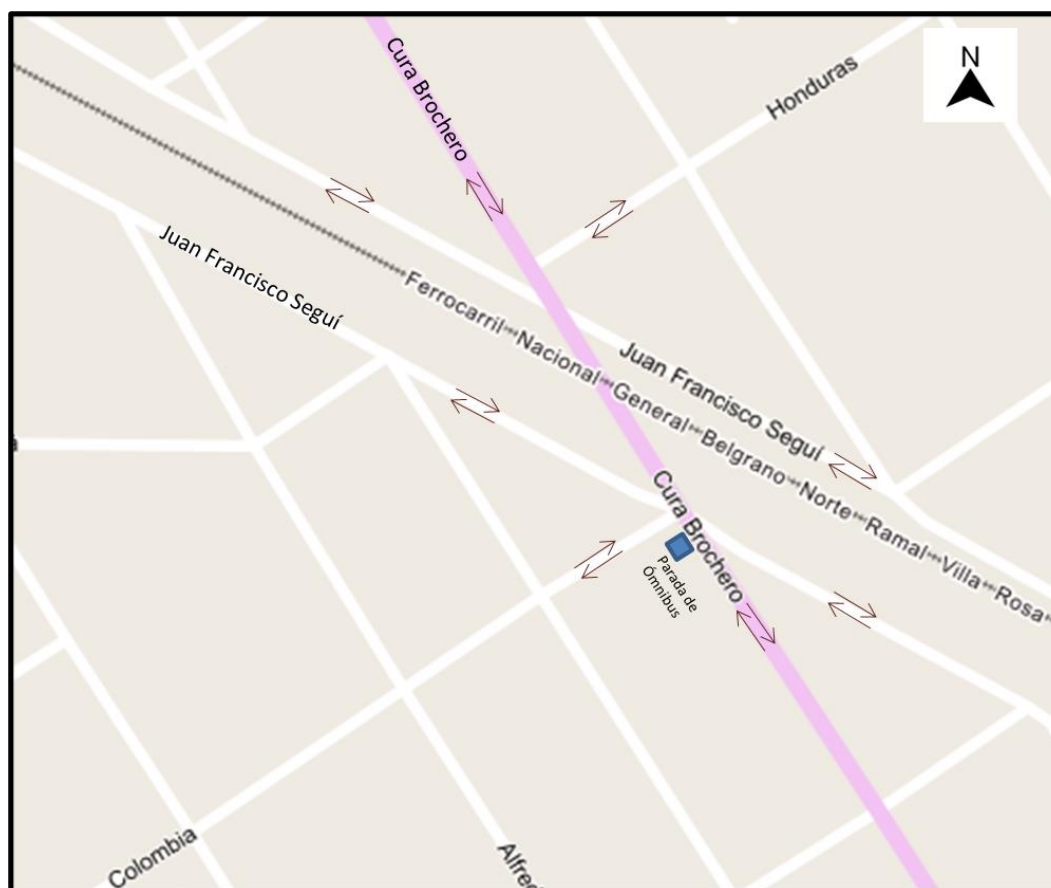 N
Cura Brochero
Honduras
Juan Francisco Seguí
Ferrocarril Nacional General Belgrano Norte Ramal Villa Rosa
Juan Francisco Seguí
Cura Brochero
Parada de
Ómnibus
Colombia